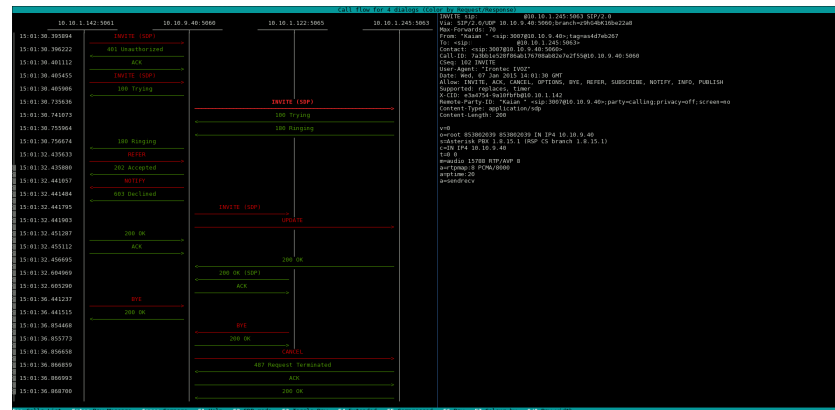 Call flow for 4 dialogs (Color by Request/Response)
10.10.1.142:5061 10.10.9.40:5060 10.10.1.122:5065 10.10.1.245:5063
15:01:30.395894 INVITE (SDP)
15:01:30.396222 401 Unauthorized
15:01:30.401112 ACK
15:01:30.405455 INVITE (SDP)
15:01:30.405906 100 Trying
15:01:30.735636 INVITE (SDP)
15:01:30.741073 100 Trying
15:01:30.755964 180 Ringing
15:01:30.756674 180 Ringing
15:01:32.435633 REFER
15:01:32.435880 202 Accepted
15:01:32.441057 NOTIFY
15:01:32.441484 603 Declined
15:01:32.441795 INVITE (SDP)
15:01:32.441903 UPDATE
15:01:32.451287 200 OK
15:01:32.455112 ACK
15:01:32.456695 200 OK
15:01:32.604969 200 OK (SDP)
15:01:32.605290 ACK
15:01:36.441237 BYE
15:01:36.441515 200 OK
15:01:36.854468 BYE
15:01:36.855773 200 OK
15:01:36.856658 CANCEL
15:01:36.866859 487 Request Terminated
15:01:36.866993 ACK
15:01:36.868700 200 OK
INVITE sip: @10.10.1.245:5063 SIP/2.0
Via: SIP/2.0/UDP 10.10.9.40:5060;branch=z9hG4bK16be22a0
Max-Forwards: 70
From: "Kaian " <sip:3007@10.10.9.40>;tag=as4d7eb267
To: <sip: @10.10.1.245:5063>
Contact: <sip:3007@10.10.9.40:5060>
CSeq: 102 INVITE
User-Agent: "Irontec IVOZ"
Date: Wed, 07 Jan 2015 14:01:30 GMT
Allow: INVITE, ACK, CANCEL, OPTIONS, BYE, REFER, SUBSCRIBE, NOTIFY, INFO, PUBLISH
Supported: replaces, timer
X-CID: e3a4754-9a10fbfb@10.10.1.142
Remote-Party-ID: "Kaian " <sip:3007@10.10.9.40>;party=calling;privacy=off;screen=no
Content-Type: application/sdp
Content-Length: 200
v=0
o=root 853802039 853802039 IN IP4 10.10.9.40
s=Asterisk PBX 1.8.15.1 (RSP CS branch 1.8.15.1)
c=IN IP4 10.10.9.40
t=0 0
m=audio 15788 RTP/AVP 8
a=rtpmap:8 PCMA/8000
a=ptime:20
a=sendrecv